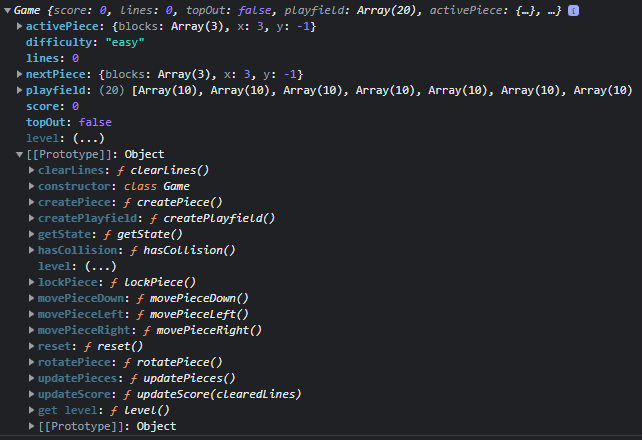 Game {score: 0, lines: 0, topOut: false, playfield: Array(20), activePiece: {…}, …} i
activePiece: {blocks: Array(3), x: 3, y: -1}
difficulty: "easy"
lines: 0
nextPiece: {blocks: Array(3), x: 3, y: -1}
playfield: (20) [Array(10), Array(10), Array(10), Array(10), Array(10), Array(10), Array(10)
score: 0
topOut: false
level: (...)
[[Prototype]]: Object
clearLines: ƒ clearLines()
constructor: class Game
createPiece: ƒ createPiece()
createPlayfield: ƒ createPlayfield()
getState: ƒ getState()
hasCollision: ƒ hasCollision()
level: (...)
lockPiece: ƒ lockPiece()
movePieceDown: ƒ movePieceDown()
movePieceLeft: ƒ movePieceLeft()
movePieceRight: ƒ movePieceRight()
reset: ƒ reset()
rotatePiece: ƒ rotatePiece()
updatePieces: ƒ updatePieces()
updateScore: ƒ updateScore(clearedLines)
get level: ƒ level()
[[Prototype]]: Object